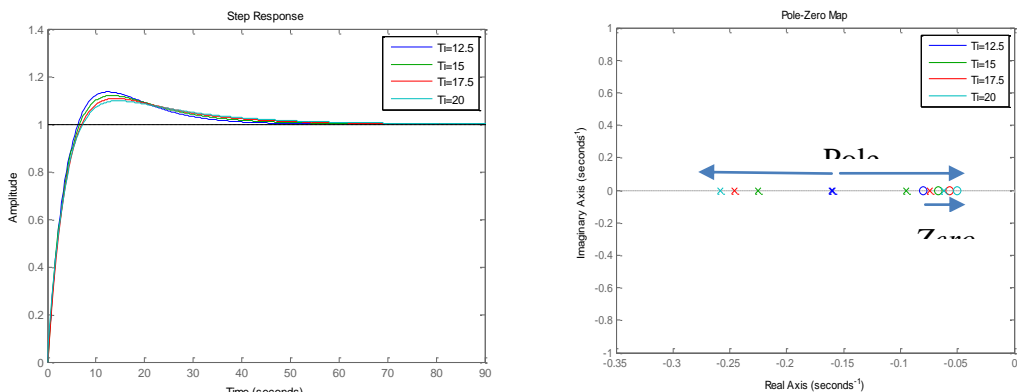 Step Response
1.4
1.2
1
0.8
0.6
0.4
0.2
0
0
10
20
30
40
50
60
70
80
90
Amplitude
Time (seconds)
Ti=12.5
Ti=15
Ti=17.5
Ti=20
Pole-Zero Map
1
0.8
0.6
0.4
0.2
0
-0.2
-0.4
-0.6
-0.8
-1
-0.35
-0.3
-0.25
-0.2
-0.15
-0.1
-0.05
0
Imaginary Axis (seconds⁻¹)
Real Axis (seconds⁻¹)
Ti=12.5
Ti=15
Ti=17.5
Ti=20
Pole
Zero